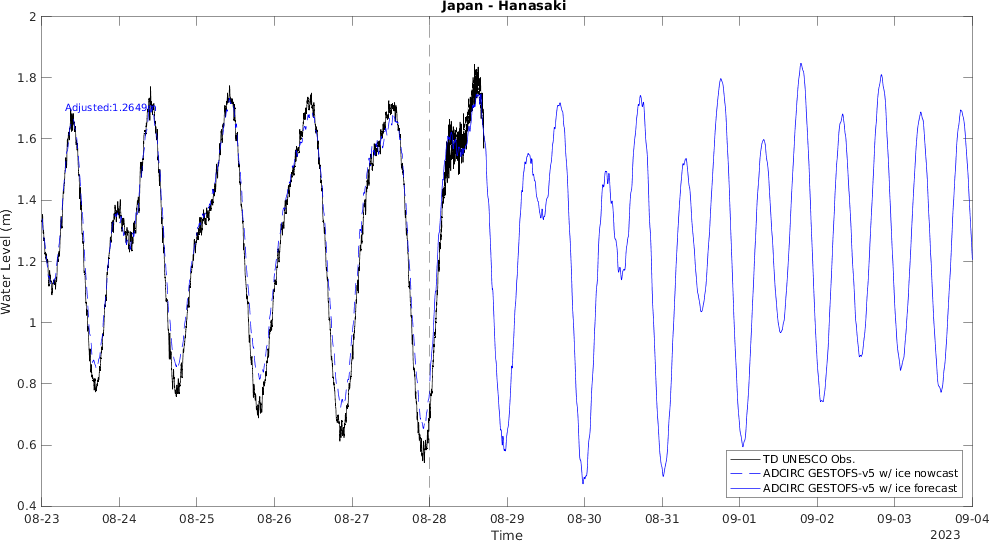 Japan - Hanasaki
2
1.8
1.6
1.4
1.2
1
0.8
0.6
0.4
Water Level (m)
Adjusted:1.2649
TD UNESCO Obs.
ADCIRC GESTOFS-v5 w/ ice nowcast
ADCIRC GESTOFS-v5 w/ ice forecast
08-23 08-24 08-25 08-26 08-27 08-28 08-29 08-30 08-31 09-01 09-02 09-03 09-04
Time
2023